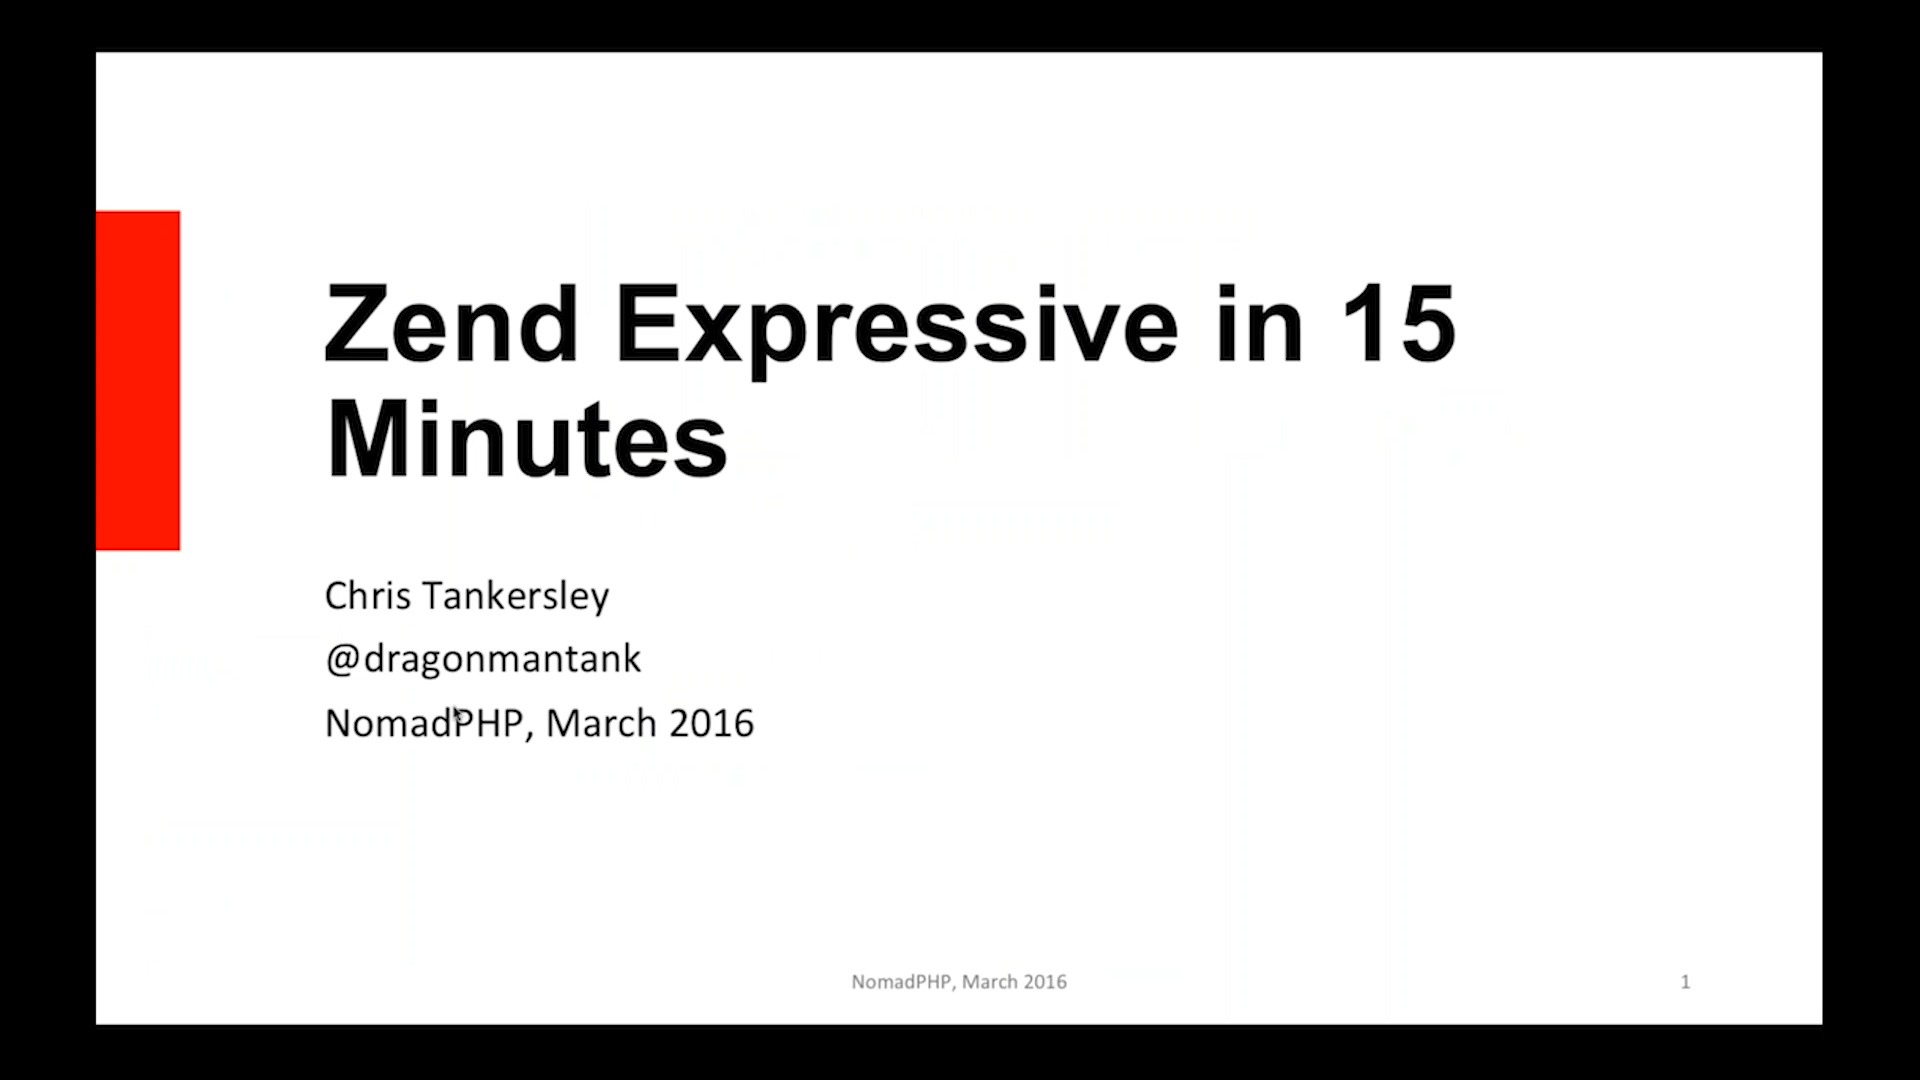 Zend Expressive in 15
Minutes
Chris Tankersley
@dragonmantank
NomadPHP, March 2016
NomadPHP, March 2016
1